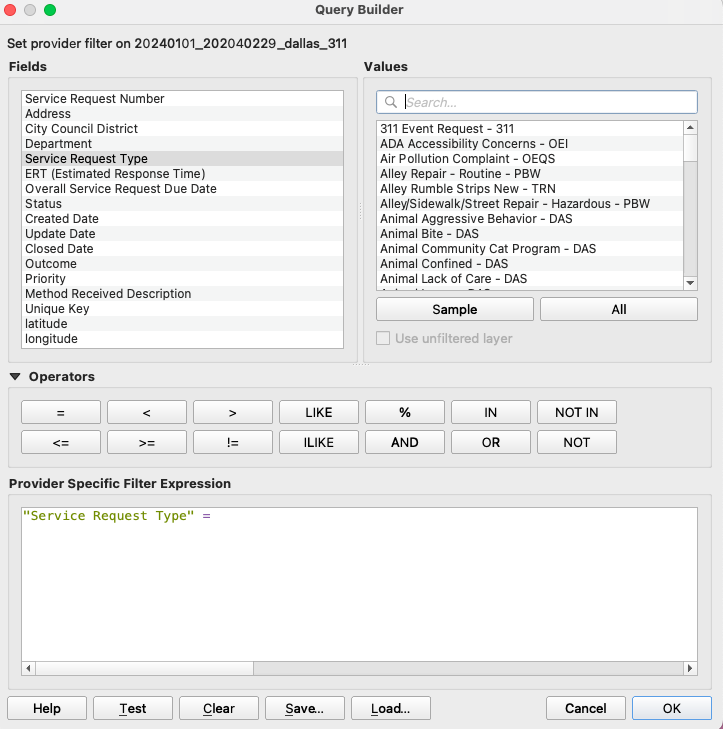 Query Builder
Set provider filter on 20240101_202040229_dallas_311
Fields
Values
Service Request Number
Address
City Council District
Department
Service Request Type
ERT (Estimated Response Time)
Overall Service Request Due Date
Status
Created Date
Update Date
Closed Date
Outcome
Priority
Method Received Description
Unique Key
latitude
longitude
Search...
311 Event Request - 311
ADA Accessibility Concerns - OEI
Air Pollution Complaint - OEQS
Alley Repair - Routine - PBW
Alley Rumble Strips New - TRN
Alley/Sidewalk/Street Repair - Hazardous - PBW
Animal Aggressive Behavior - DAS
Animal Bite - DAS
Animal Community Cat Program - DAS
Animal Confined - DAS
Animal Lack of Care - DAS
Sample
All
Use unfiltered layer
Operators
= < > LIKE % IN NOT IN
<= >= != ILIKE AND OR NOT
Provider Specific Filter Expression
"Service Request Type" =
Help Test Clear Save... Load... Cancel OK